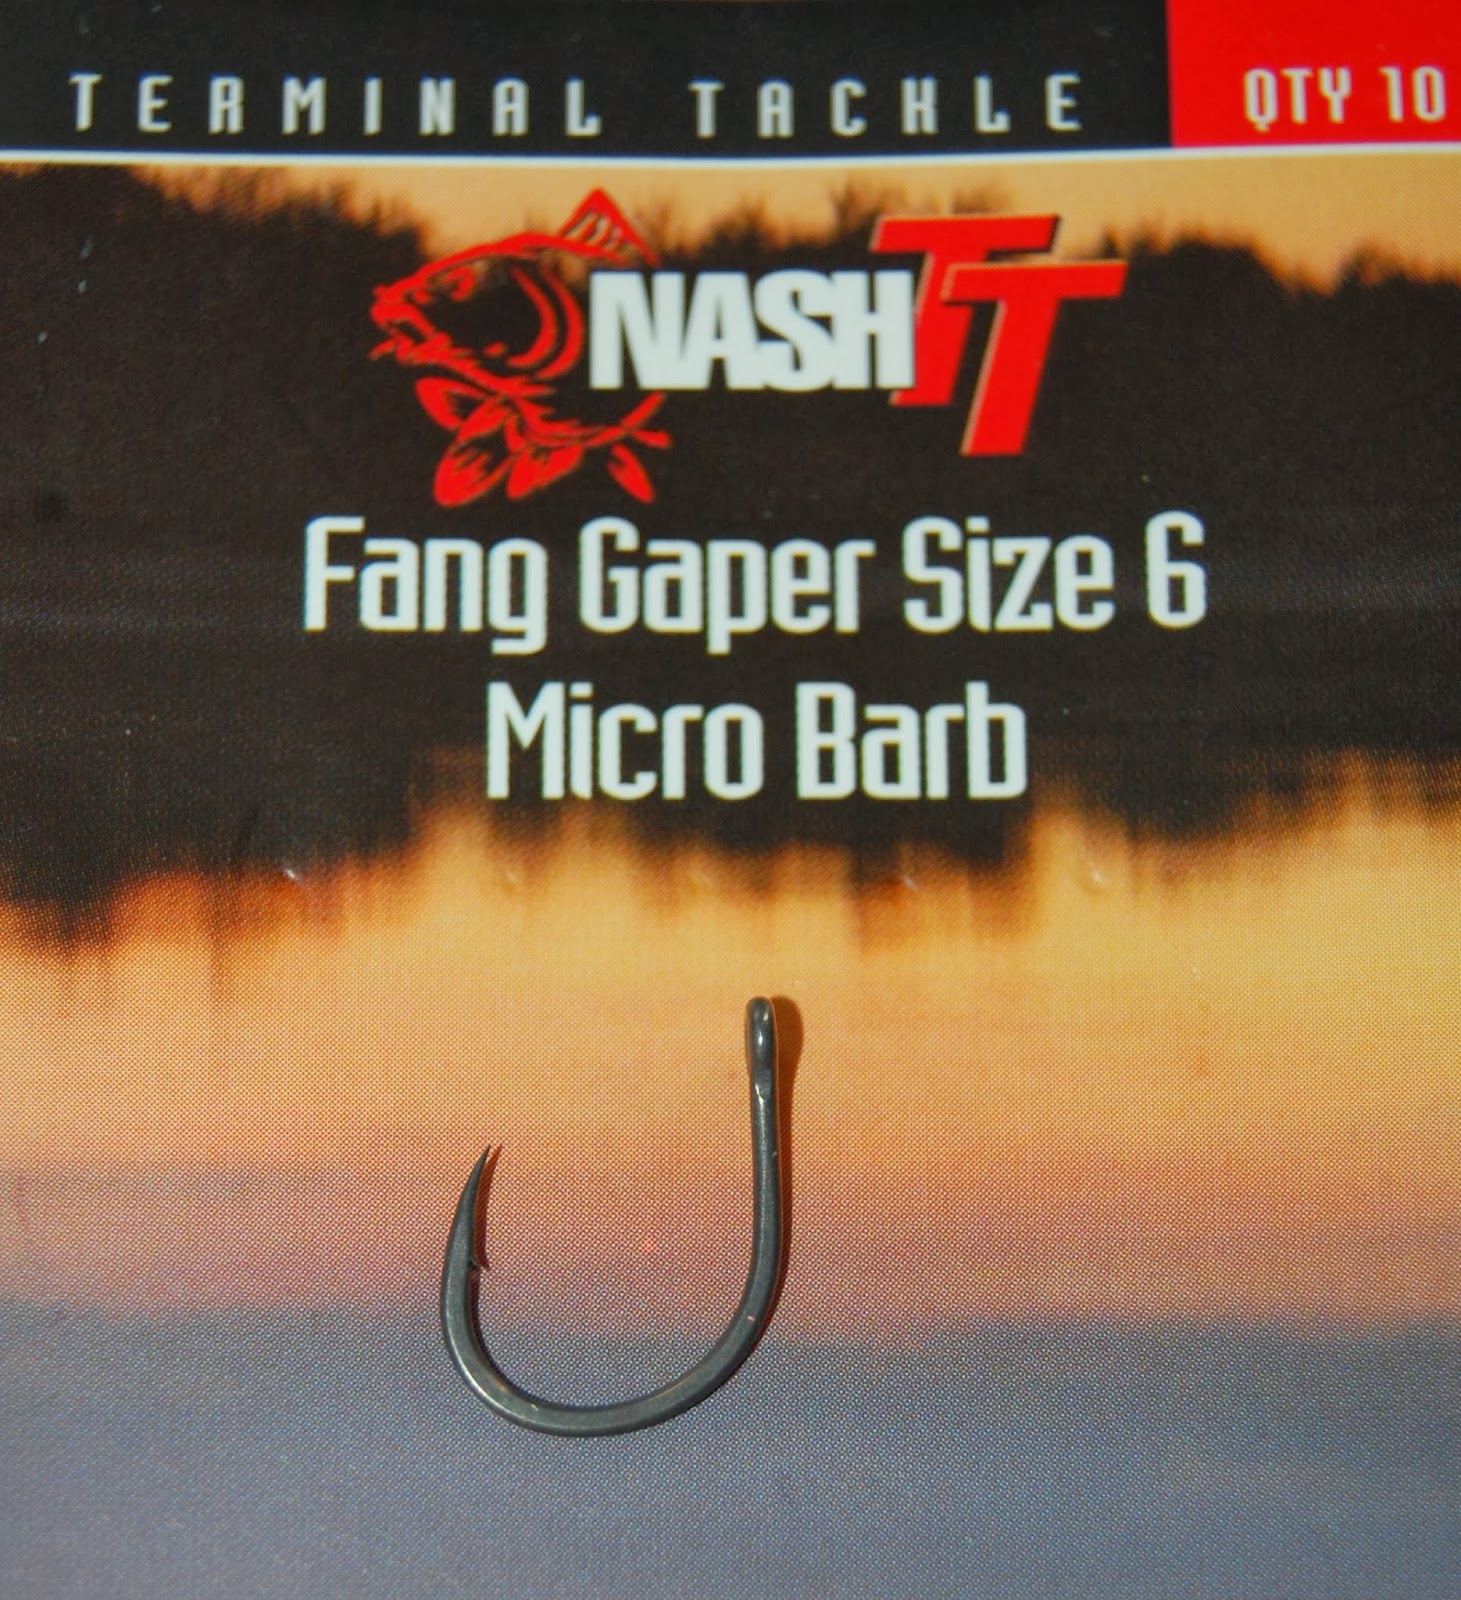 TERMINAL TACKLE QTY 10
NASH TT
Fang Gaper Size 6
Micro Barb